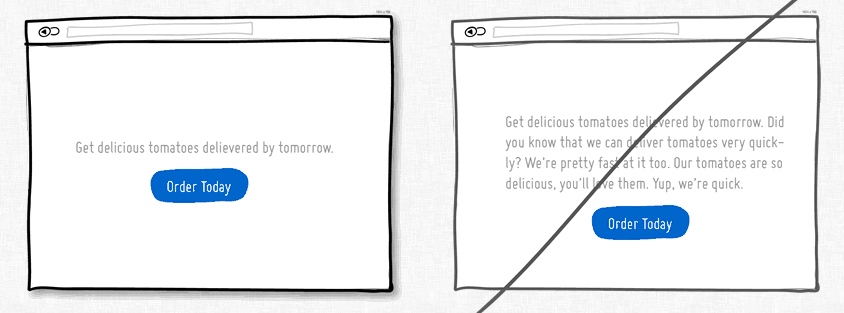 Get delicious tomatoes delievered by tomorrow.
Order Today
Get delicious tomatoes delievered by tomorrow. Did
you know that we can deliver tomatoes very quick-
ly? We're pretty fast at it too. Our tomatoes are so
delicious, you'll love them. Yup, we're quick.
Order Today